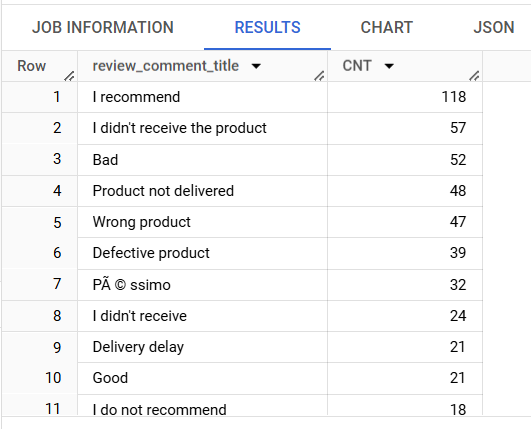 JOB INFORMATION RESULTS CHART JSON
Row review_comment_title CNT
1 I recommend 118
2 I didn't receive the product 57
3 Bad 52
4 Product not delivered 48
5 Wrong product 47
6 Defective product 39
7 PÃ © ssimo 32
8 I didn't receive 24
9 Delivery delay 21
10 Good 21
11 I do not recommend 18